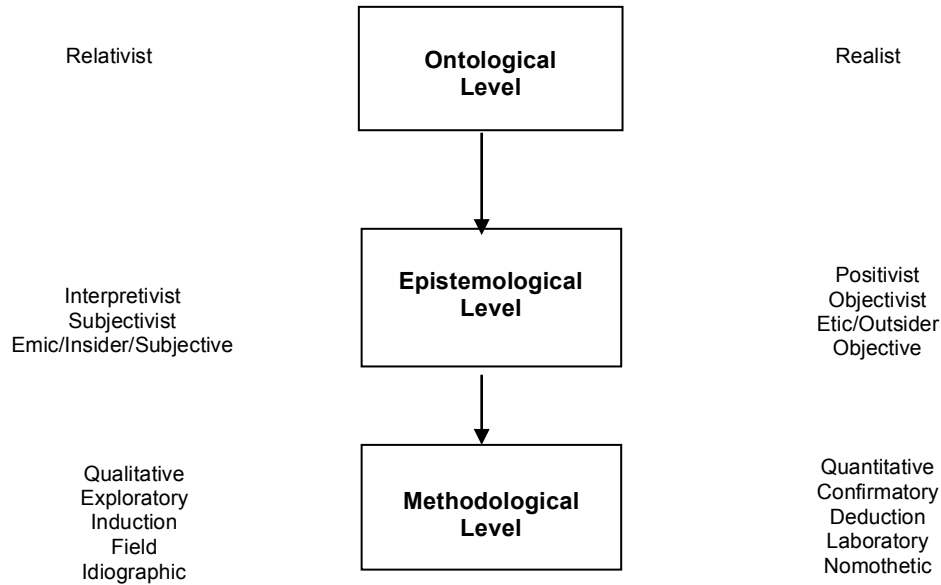 Relativist
Ontological
Level
Realist
Interpretivist
Subjectivist
Emic/Insider/Subjective
Epistemological
Level
Positivist
Objectivist
Etic/Outsider
Objective
Qualitative
Exploratory
Induction
Field
Idiographic
Methodological
Level
Quantitative
Confirmatory
Deduction
Laboratory
Nomothetic